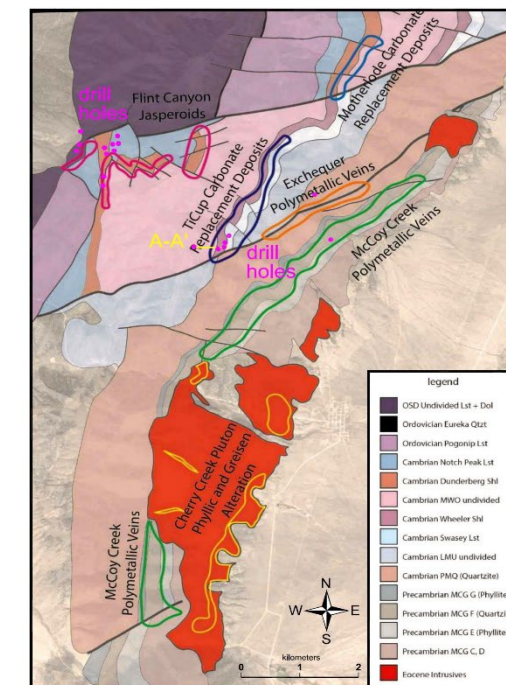 drill
holes
Flint Canyon
Jasperoids
Motherlode Carbonate
Replacement Deposits
TiCup Carbonate
Replacement Deposits
Exchequer
Polymetallic Veins
A-A'
drill
holes
McCoy Creek
Polymetallic Veins
Cherry Creek Pluton
Phyllic and Greisen
Alteration
McCoy Creek
Polymetallic Veins
N
W E
S
kilometers
0 1 2
legend
OSD Undivided Lst + Dol
Ordovician Eureka Qtzt
Ordovician Pogonip Lst
Cambrian Notch Peak Lst
Cambrian Dunderberg Shl
Cambrian MWO undivided
Cambrian Wheeler Shl
Cambrian Swasey Lst
Cambrian LMU undivided
Cambrian PMQ (Quartzite)
Precambrian MCG G (Phyllite
Precambrian MCG F (Quartzi
Precambrian MCG E (Phyllite
Precambrian MCG C, D
Eocene Intrusives